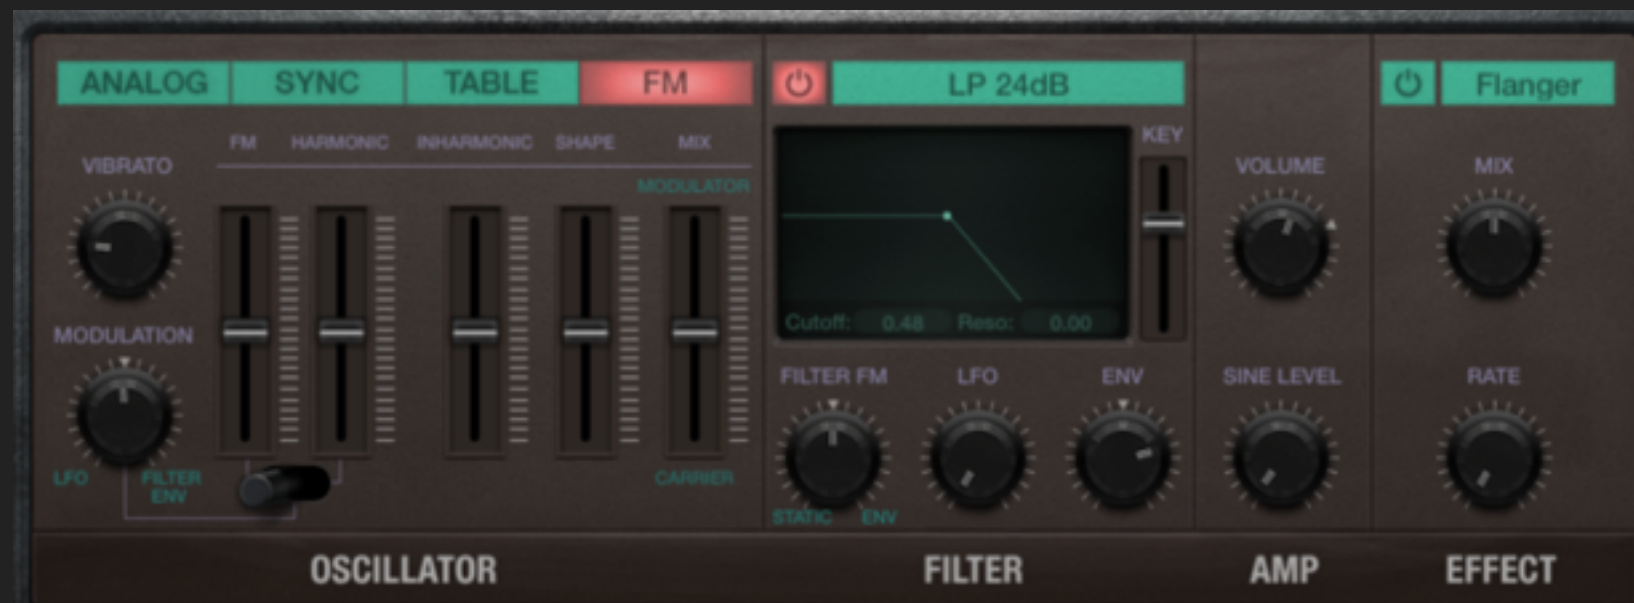 ANALOG SYNC TABLE FM
LP 24dB
Flanger
FM HARMONIC INHARMONIC SHAPE MIX
KEY
VIBRATO
VOLUME
MIX
MODULATOR
Cutoff: 0.48 Reso: 0.00
MODULATION
FILTER FM LFO ENV
SINE LEVEL
RATE
LFO
FILTER
ENV
CARRIER
STATIC ENV
OSCILLATOR
FILTER
AMP
EFFECT